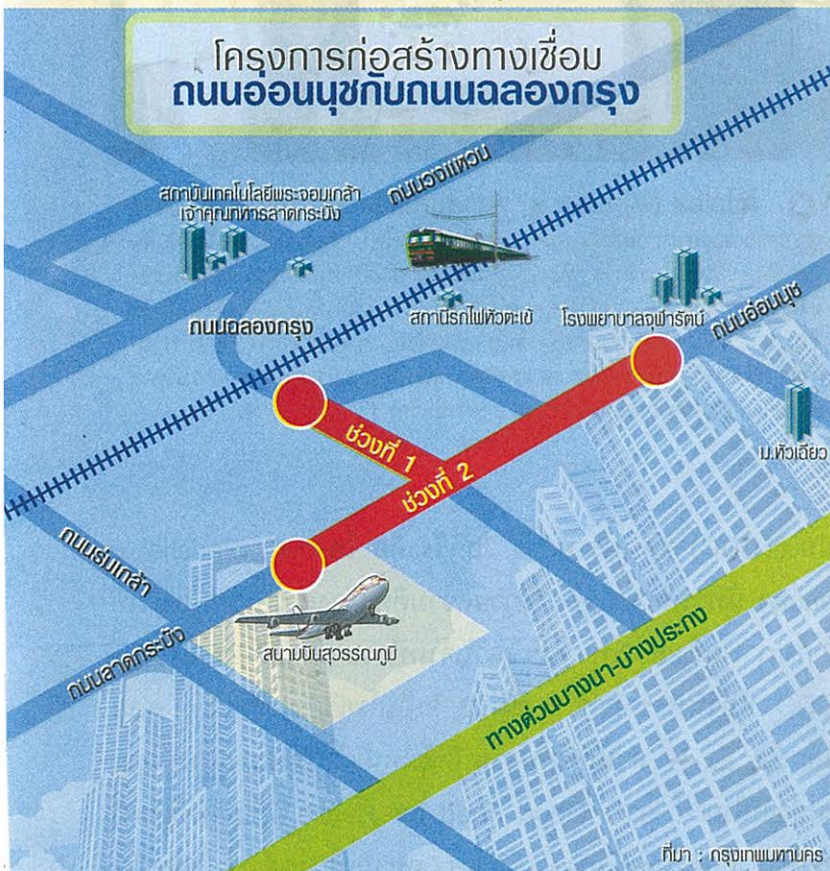 โครงการก่อสร้างทางเชื่อม
ถนนอ่อนนุชกับถนนฉลองกรุง
สถาบันเทคโนโลยีพระจอมเกล้า
เจ้าคุณทหารลาดกระบัง
ถนนวงแหวน
ถนนฉลองกรุง
สถานีรถไฟหัวตะเข้
โรงพยาบาลจุฬารัตน์
ถนนอ่อนนุช
ช่วงที่ 1
ช่วงที่ 2
ม.หัวเฉียว
ถนนร่มเกล้า
ถนนลาดกระบัง
สนามบินสุวรรณภูมิ
ทางด่วนบางนา-บางประกง
ที่มา : กรุงเทพมหานคร